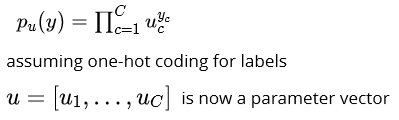 p_u(y) = ∏_{c=1}^{C} u_c^{y_c}
assuming one-hot coding for labels
u = [u_1, . . . , u_C] is now a parameter vector